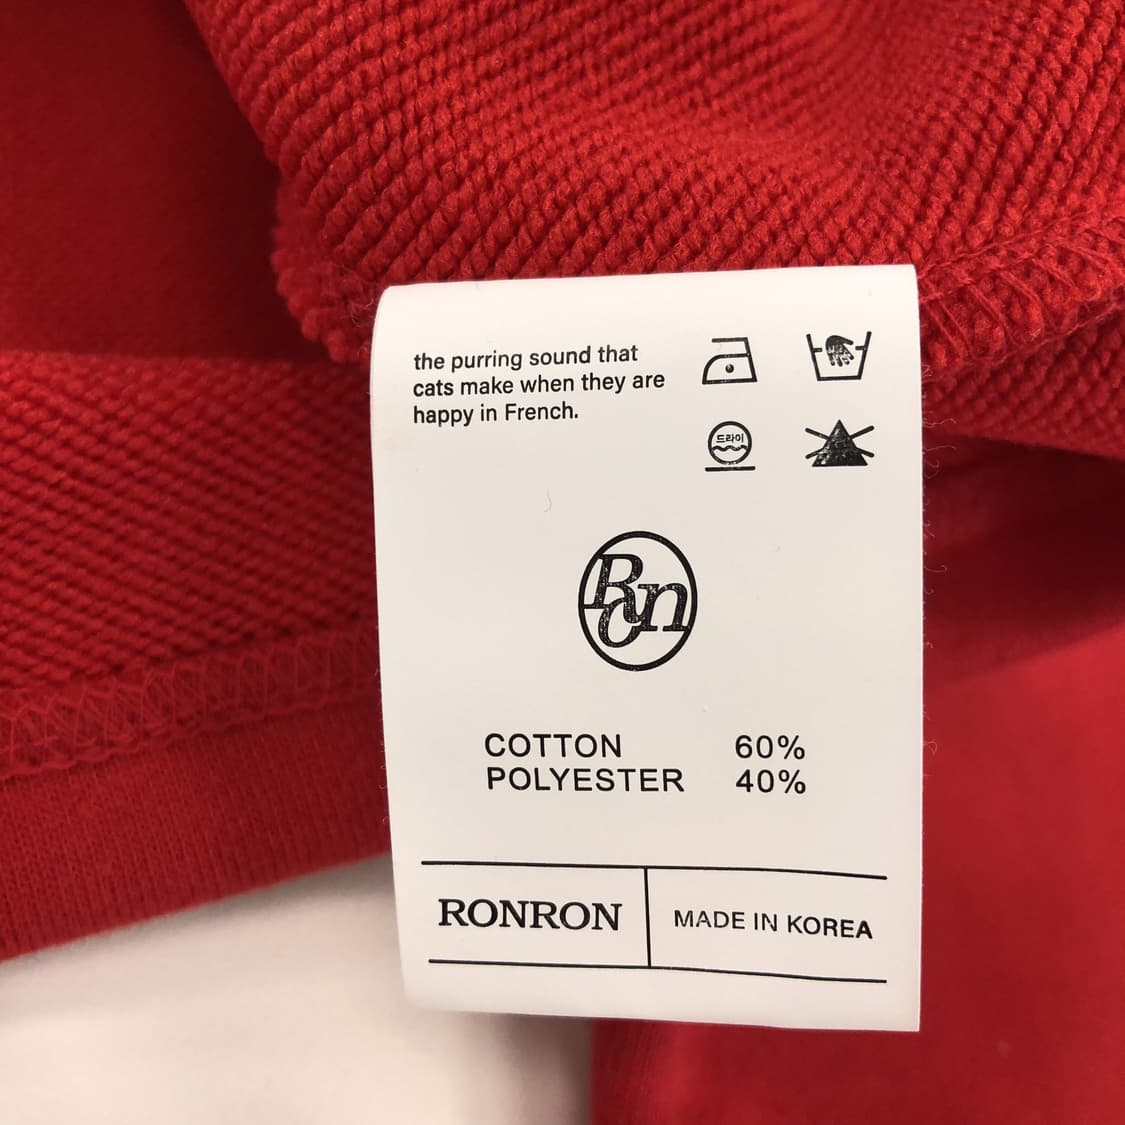 the purring sound that
cats make when they are
happy in French.
드라이
Ron
COTTON 60%
POLYESTER 40%
RONRON
MADE IN KOREA